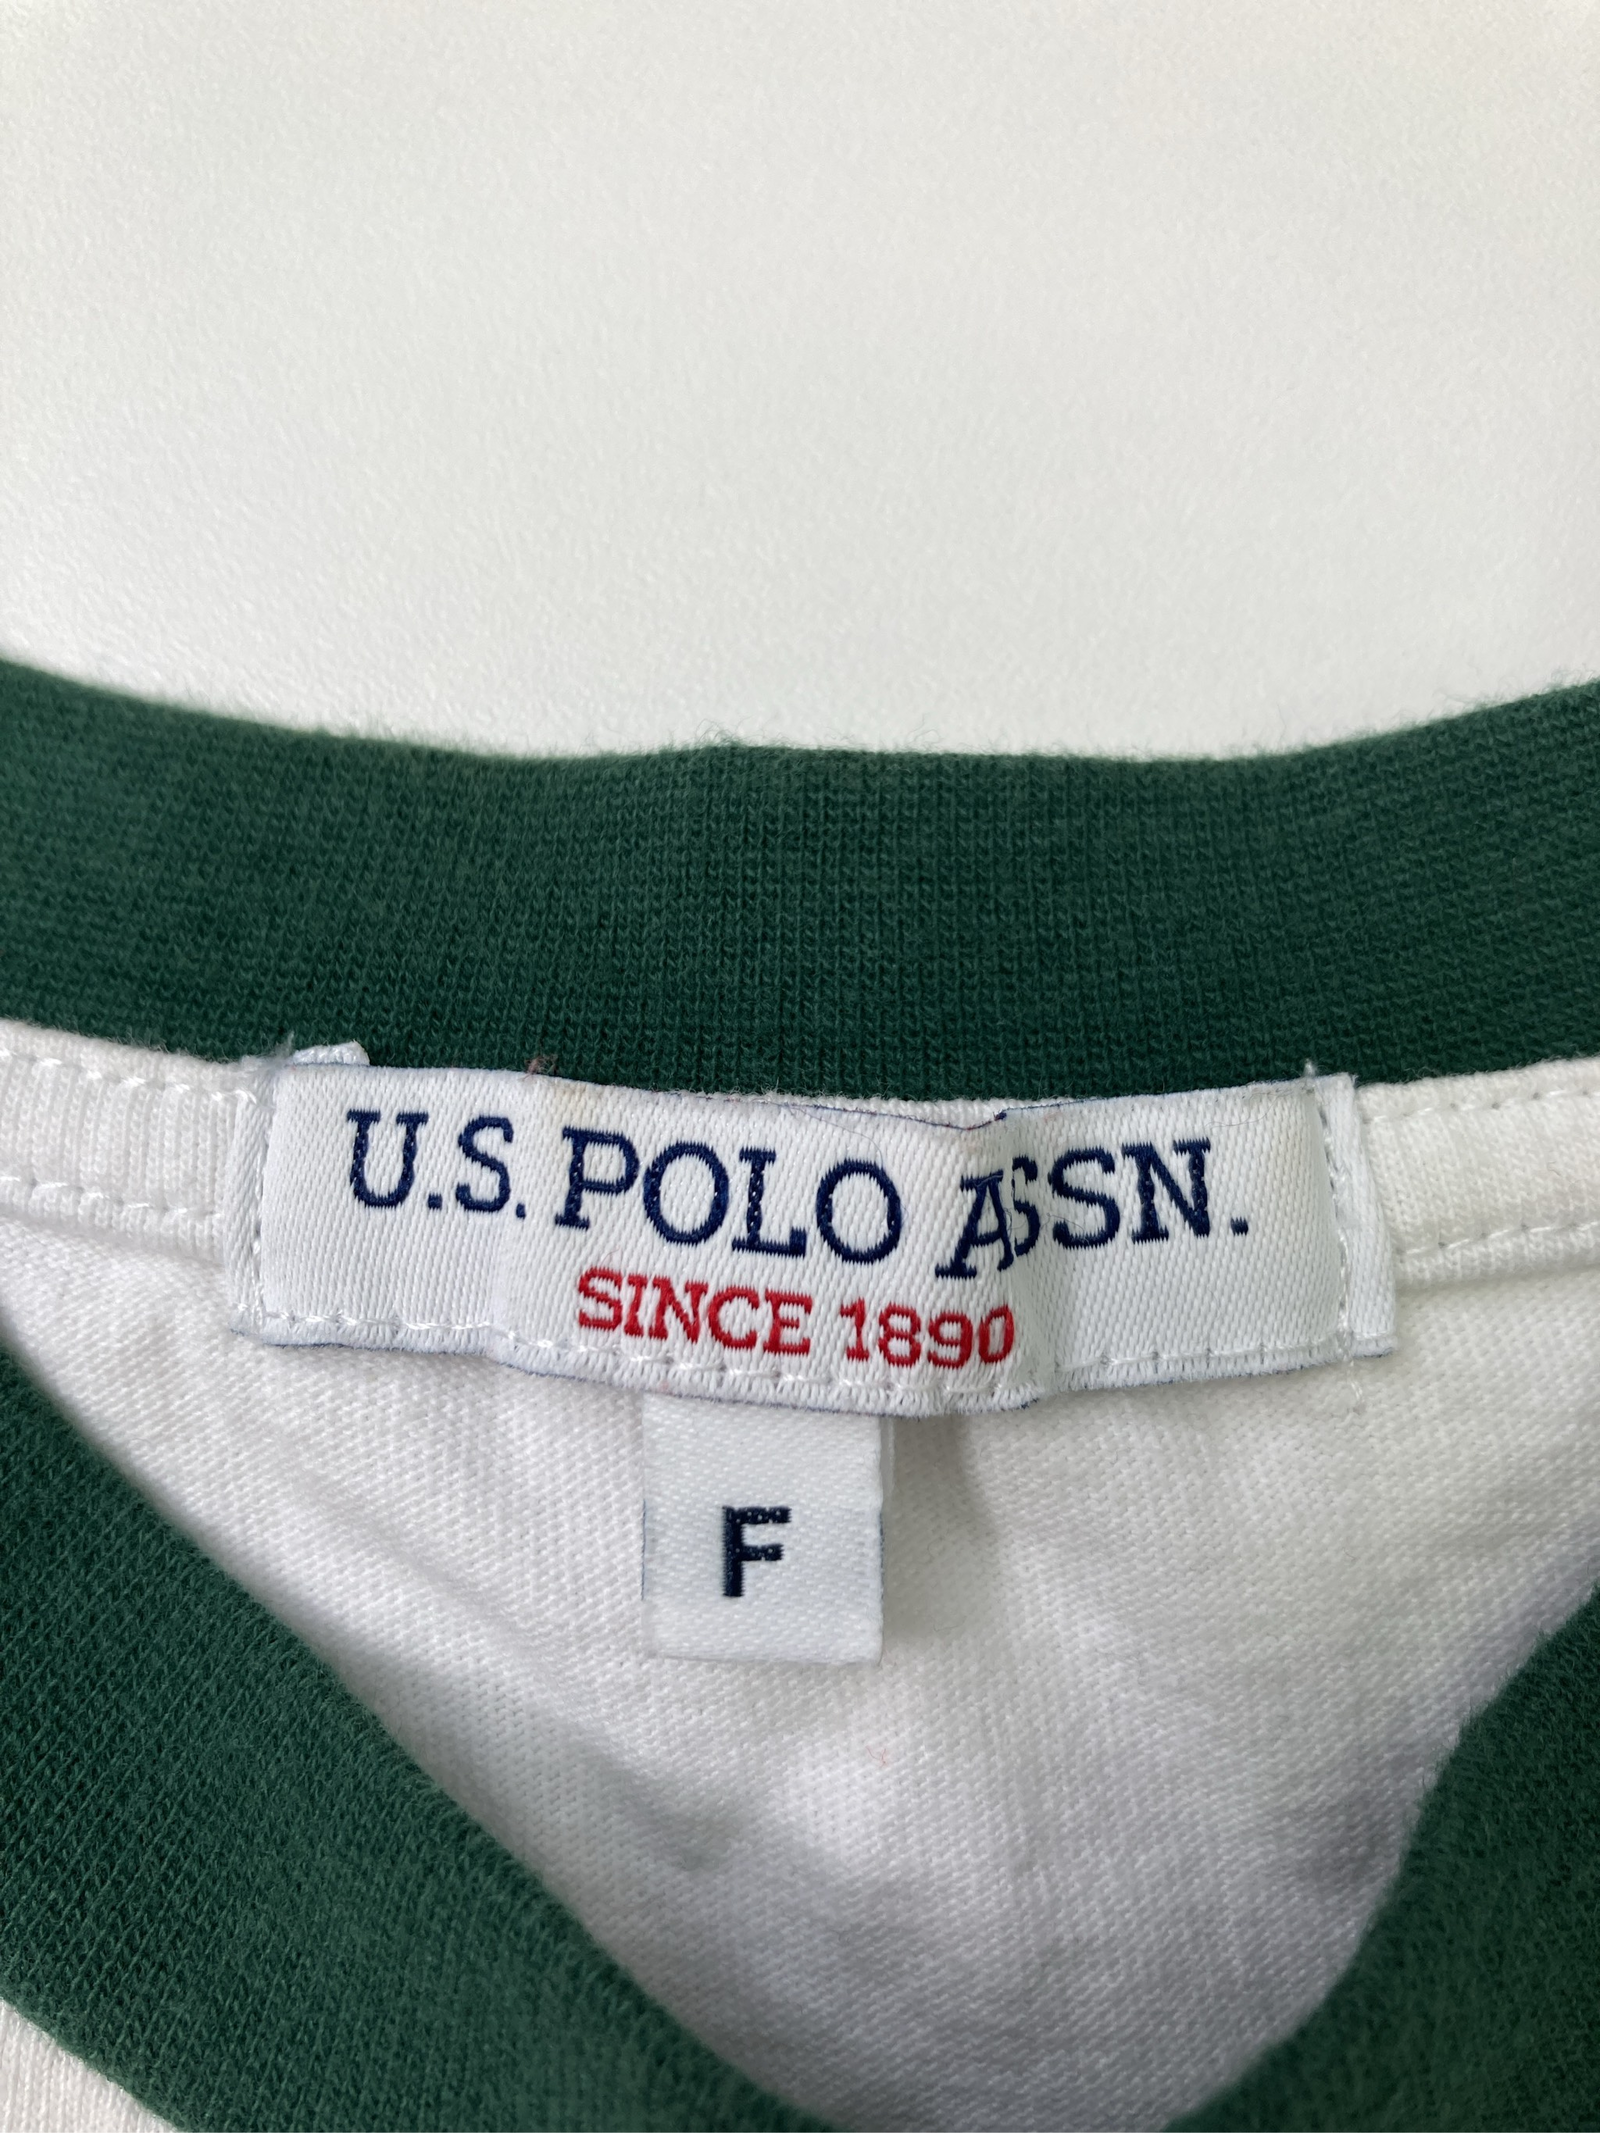 U.S. POLO ASSN.
SINCE 1890
F